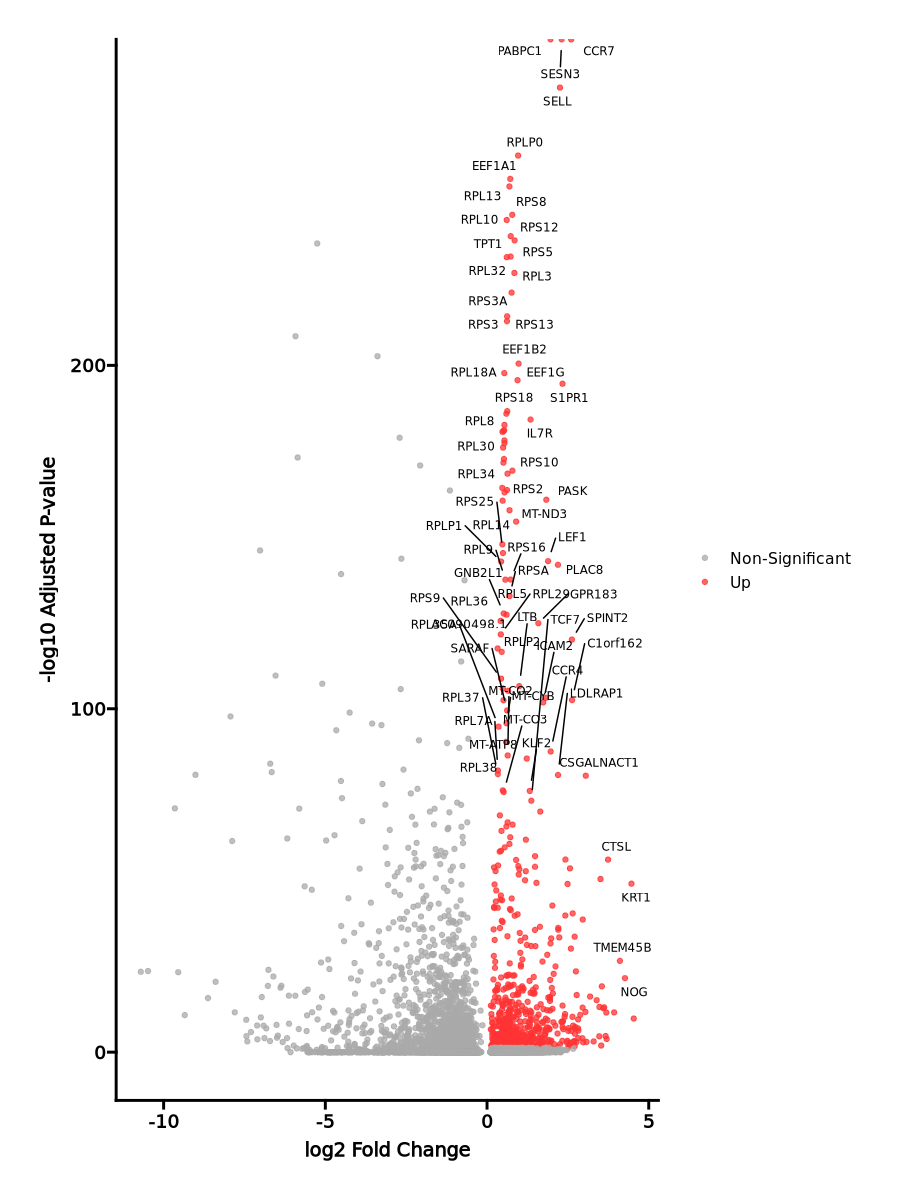 PABPC1 CCR7
SESN3
SELL
RPLP0
EEF1A1
RPL13 RPS8
RPL10
RPS12
TPT1
RPS5
RPL32 RPL3
RPS3A
RPS3 RPS13
EEF1B2
200
RPL18A EEF1G
RPS18 S1PR1
RPL8
IL7R
RPL30
RPS10
RPL34
RPS2 PASK
RPS25
MT-ND3
RPLP1 RPL14
LEF1
RPL9 RPS16
Non-Significant
GNB2L1 RPSA PLAC8
Up
RPS9 RPL36 RPL5 RPL29 GPR183
RPL35A AC090498.1 LTB TCF7 SPINT2
SARAF RPLP2 CAM2 C1orf162
CCR4
RPL37 MT-CO2 MT-CYB LDLRAP1
100
RPL7A MT-CO3
MT-ATP8 KLF2
RPL38 CSGALNACT1
CTSL
KRT1
TMEM45B
NOG
0
-10 -5 0 5
log2 Fold Change
-log10 Adjusted P-value